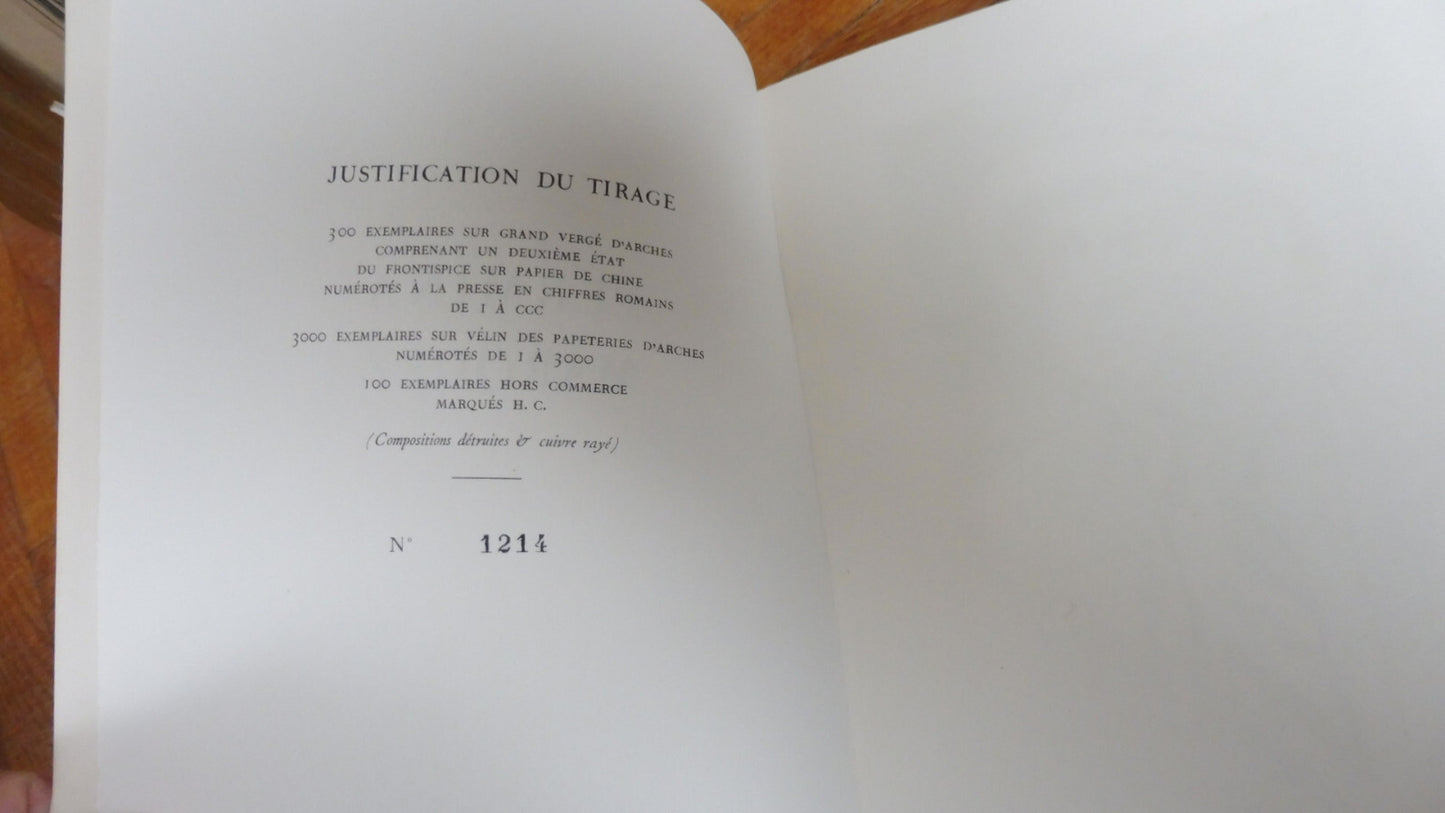 JUSTIFICATION DU TIRAGE
300 EXEMPLAIRES SUR GRAND VERGÉ D'ARCHES
COMPRENANT UN DEUXIÈME ÉTAT
DU FRONTISPICE SUR PAPIER DE CHINE
NUMÉROTÉS À LA PRESSE EN CHIFFRES ROMAINS
DE I À CCC
3000 EXEMPLAIRES SUR VÉLIN DES PAPETERIES D'ARCHES
NUMÉROTÉS DE 1 À 3000
100 EXEMPLAIRES HORS COMMERCE
MARQUÉS H. C.
(Compositions détruites & cuivre rayé)
N° 1214